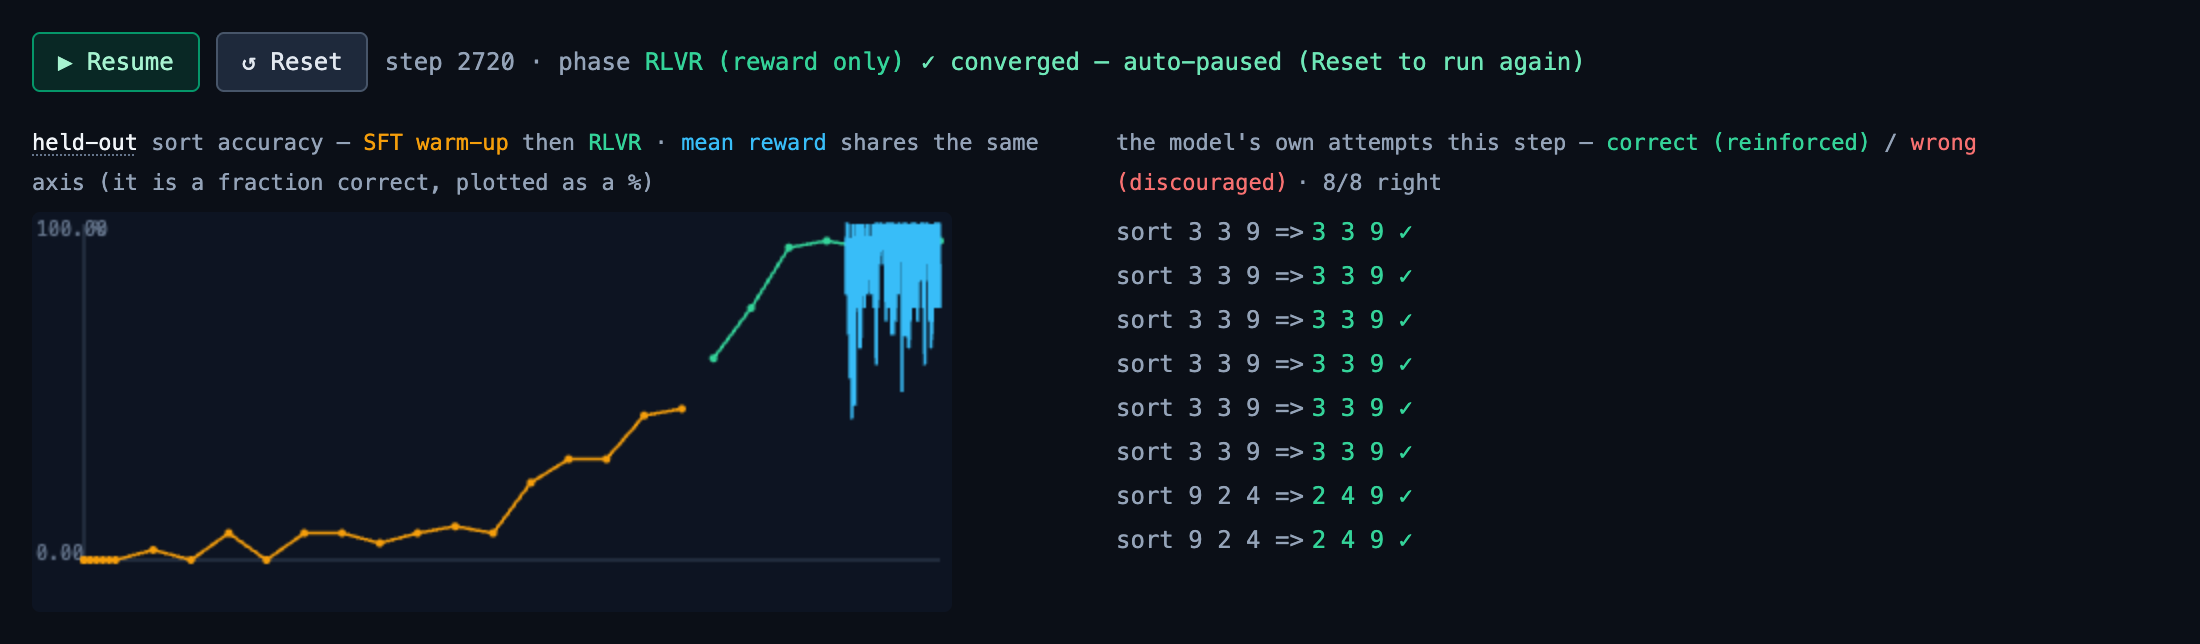 ▶ Resume
↺ Reset
step 2720 · phase RLVR (reward only) ✓ converged — auto-paused (Reset to run again)
held-out sort accuracy — SFT warm-up then RLVR · mean reward shares the same
axis (it is a fraction correct, plotted as a %)
100.00
0.00
the model's own attempts this step — correct (reinforced) / wrong
(discouraged) · 8/8 right
sort 3 3 9 => 3 3 9 ✓
sort 3 3 9 => 3 3 9 ✓
sort 3 3 9 => 3 3 9 ✓
sort 3 3 9 => 3 3 9 ✓
sort 3 3 9 => 3 3 9 ✓
sort 3 3 9 => 3 3 9 ✓
sort 9 2 4 => 2 4 9 ✓
sort 9 2 4 => 2 4 9 ✓